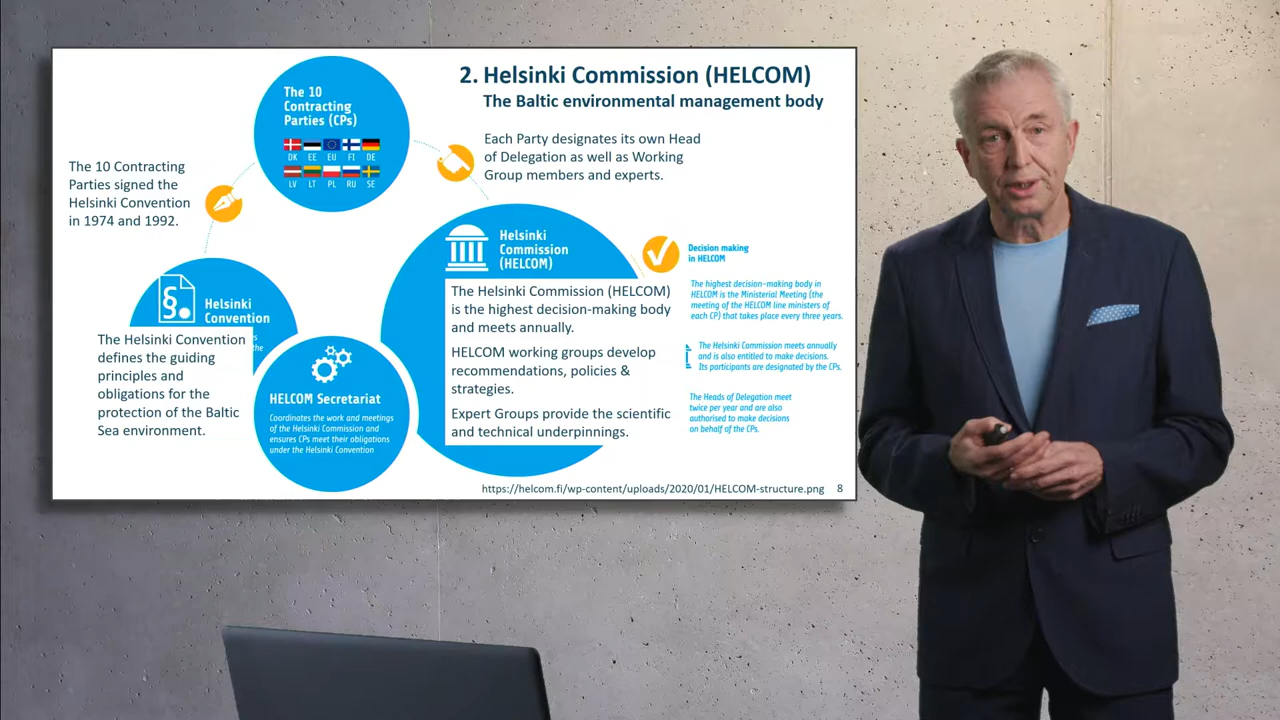 2. Helsinki Commission (HELCOM)
The Baltic environmental management body
The 10
Contracting
Parties (CPs)
DK EE EU FI DE
LV LT PL RU SE
Each Party designates its own Head
of Delegation as well as Working
Group members and experts.
The 10 Contracting
Parties signed the
Helsinki Convention
in 1974 and 1992.
§
Helsinki
Convention
the
The Helsinki Convention
defines the guiding
principles and
obligations for the
protection of the Baltic
Sea environment.
HELCOM Secretariat
Coordinates the work and meetings
of the Helsinki Commission and
ensures CPs meet their obligations
under the Helsinki Convention
Helsinki
Commission
(HELCOM)
The Helsinki Commission (HELCOM)
is the highest decision-making body
and meets annually.
HELCOM working groups develop
recommendations, policies &
strategies.
Expert Groups provide the scientific
and technical underpinnings.
Decision making
in HELCOM
The highest decision-making body in
HELCOM is the Ministerial Meeting (the
meeting of the HELCOM line ministers of
each CP) that takes place every three years.
The Helsinki Commission meets annually
and is also entitled to make decisions.
Its participants are designated by the CPs.
The Heads of Delegation meet
twice per year and are also
authorised to make decisions
on behalf of the CPs.
https://helcom.fi/wp-content/uploads/2020/01/HELCOM-structure.png 8